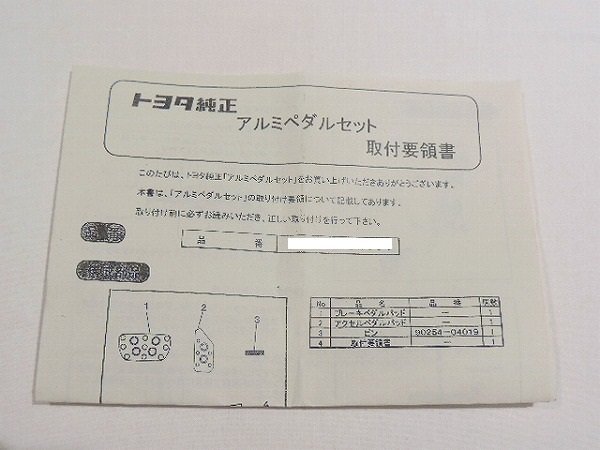 トヨタ純正
アルミペダルセット
取付要領書
このたびは、トヨタ純正「アルミペダルセット」をお買い上げいただきありがとうございます。
本書は、「アルミペダルセット」の取り付け要領について記載してあります。
取り付け前に必ずお読みいただき、正しい取り付けを行って下さい。
品番
品 番
構成部品
1 2 3
4
No 品名 品番 個数
1 ブレーキペダルパッド — 1
2 アクセルペダルパッド — 1
3 ピン 90254-04019 1
4 取付要領書 — 1